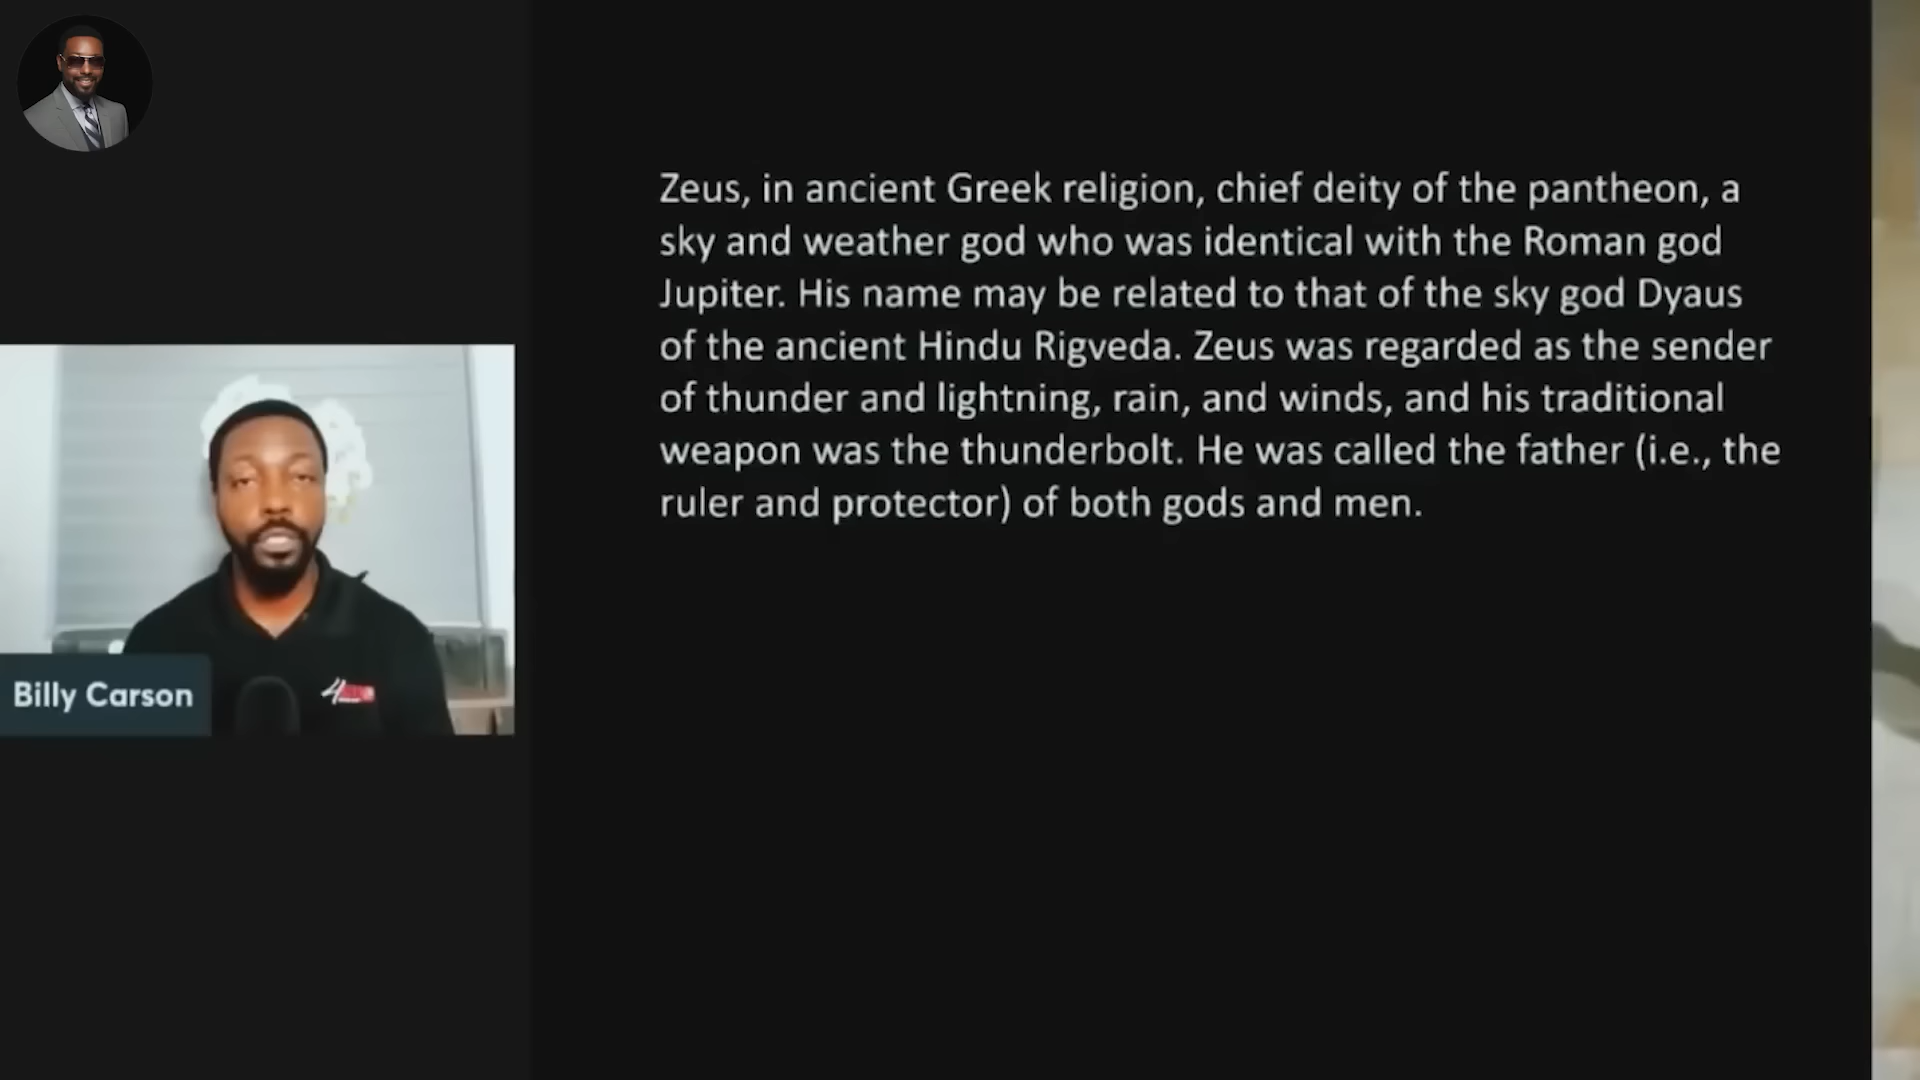 Zeus, in ancient Greek religion, chief deity of the pantheon, a
sky and weather god who was identical with the Roman god
Jupiter. His name may be related to that of the sky god Dyaus
of the ancient Hindu Rigveda. Zeus was regarded as the sender
of thunder and lightning, rain, and winds, and his traditional
weapon was the thunderbolt. He was called the father (i.e., the
ruler and protector) of both gods and men.
Billy Carson